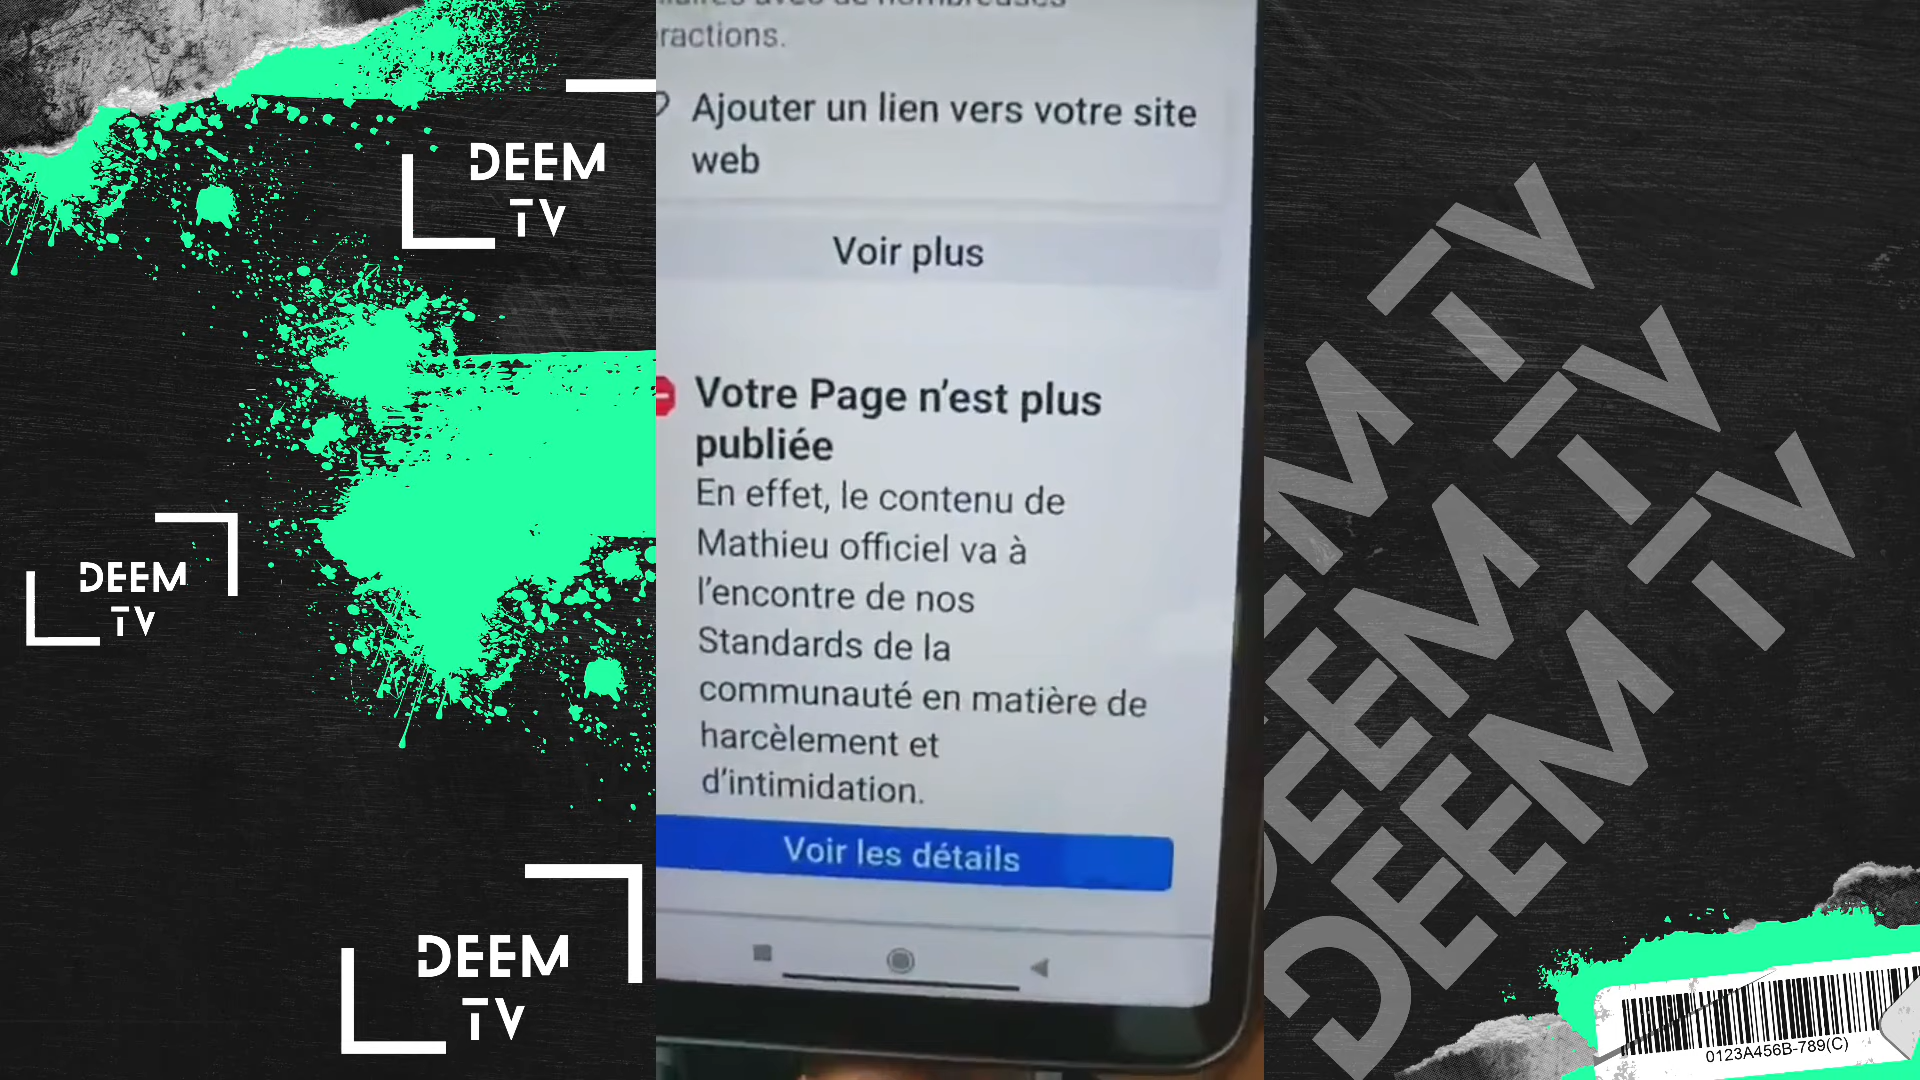 ractions.
Ajouter un lien vers votre site
web
Voir plus
Votre Page n'est plus
publiée
En effet, le contenu de
Mathieu officiel va à
l'encontre de nos
Standards de la
communauté en matière de
harcèlement et
d'intimidation.
Voir les détails
DEEM
TV
DEEM
TV
DEEM
TV
DEEM TV
DEEM TV
DEEM TV
0123A456B-789(C)